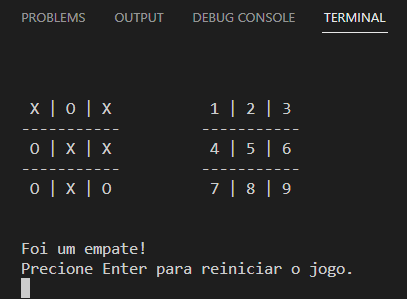 PROBLEMS OUTPUT DEBUG CONSOLE TERMINAL
X | O | X 1 | 2 | 3
----------- -----------
O | X | X 4 | 5 | 6
----------- -----------
O | X | O 7 | 8 | 9
Foi um empate!
Precione Enter para reiniciar o jogo.